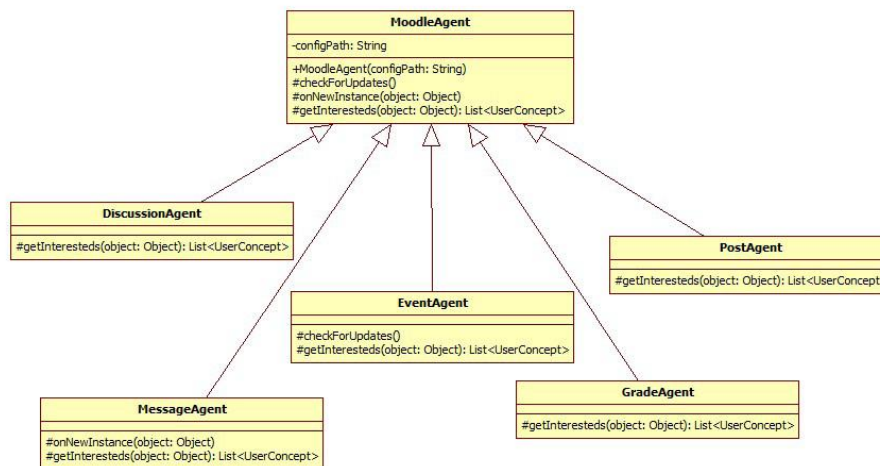 MoodleAgent
-configPath: String
+MoodleAgent(configPath: String)
#checkForUpdates()
#onNewInstance(object: Object)
#getInteresteds(object: Object): List<UserConcept>
DiscussionAgent
#getInteresteds(object: Object): List<UserConcept>
PostAgent
#getInteresteds(object: Object): List<UserConcept
EventAgent
#checkForUpdates()
#getInteresteds(object: Object): List<UserConcept>
MessageAgent
#onNewInstance(object: Object)
#getInteresteds(object: Object): List<UserConcept>
GradeAgent
#getInteresteds(object: Object): List<UserConcept>